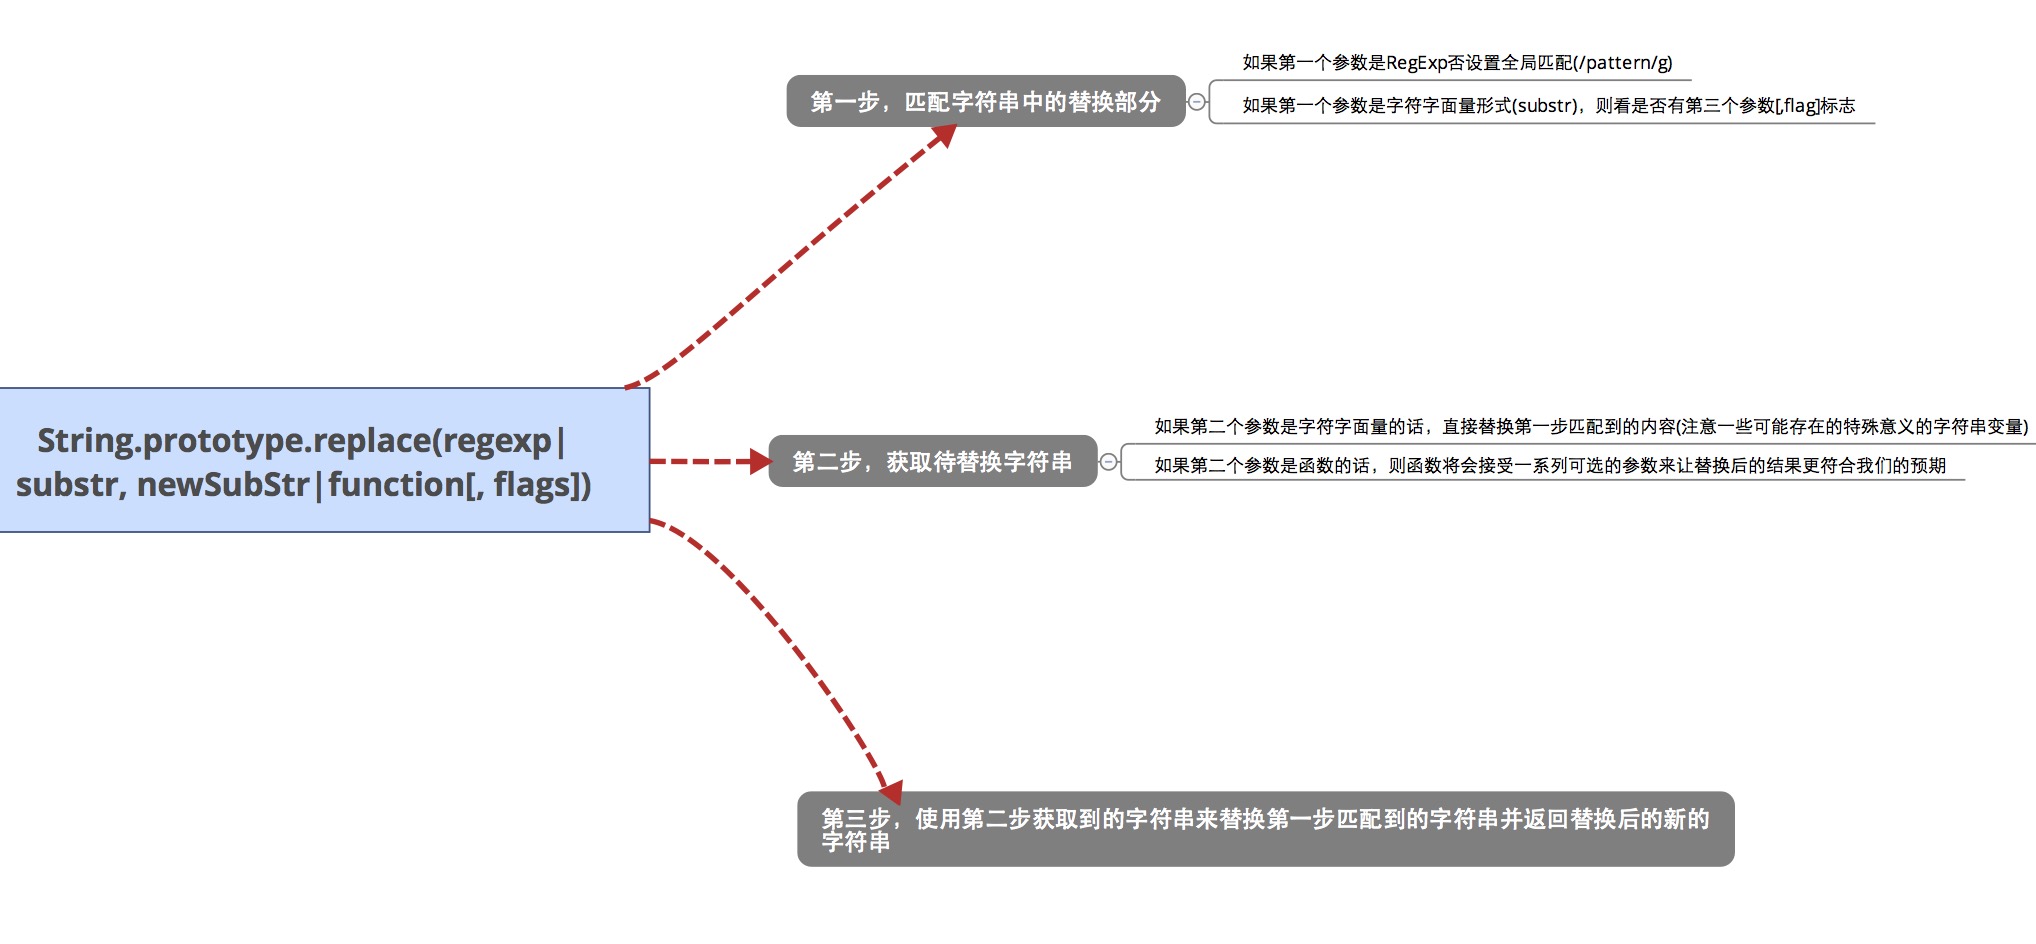 String.prototype.replace(regexp|
substr, newSubStr|function[, flags])
第一步，匹配字符串中的替换部分
如果第一个参数是RegExp否设置全局匹配(/pattern/g)
如果第一个参数是字符字面量形式(substr)，则看是否有第三个参数[,flag]标志
第二步，获取待替换字符串
如果第二个参数是字符字面量的话，直接替换第一步匹配到的内容(注意一些可能存在的特殊意义的字符串变量)
如果第二个参数是函数的话，则函数将会接受一系列可选的参数来让替换后的结果更符合我们的预期
第三步，使用第二步获取到的字符串来替换第一步匹配到的字符串并返回替换后的新的
字符串